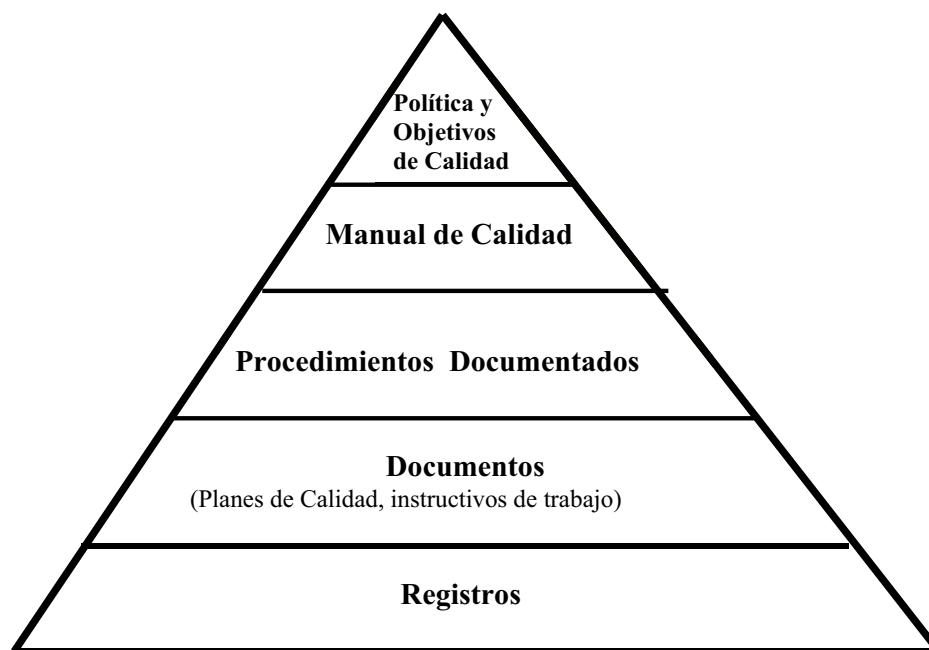 Política y
Objetivos
de Calidad
Manual de Calidad
Procedimientos Documentados
Documentos
(Planes de Calidad, instructivos de trabajo)
Registros